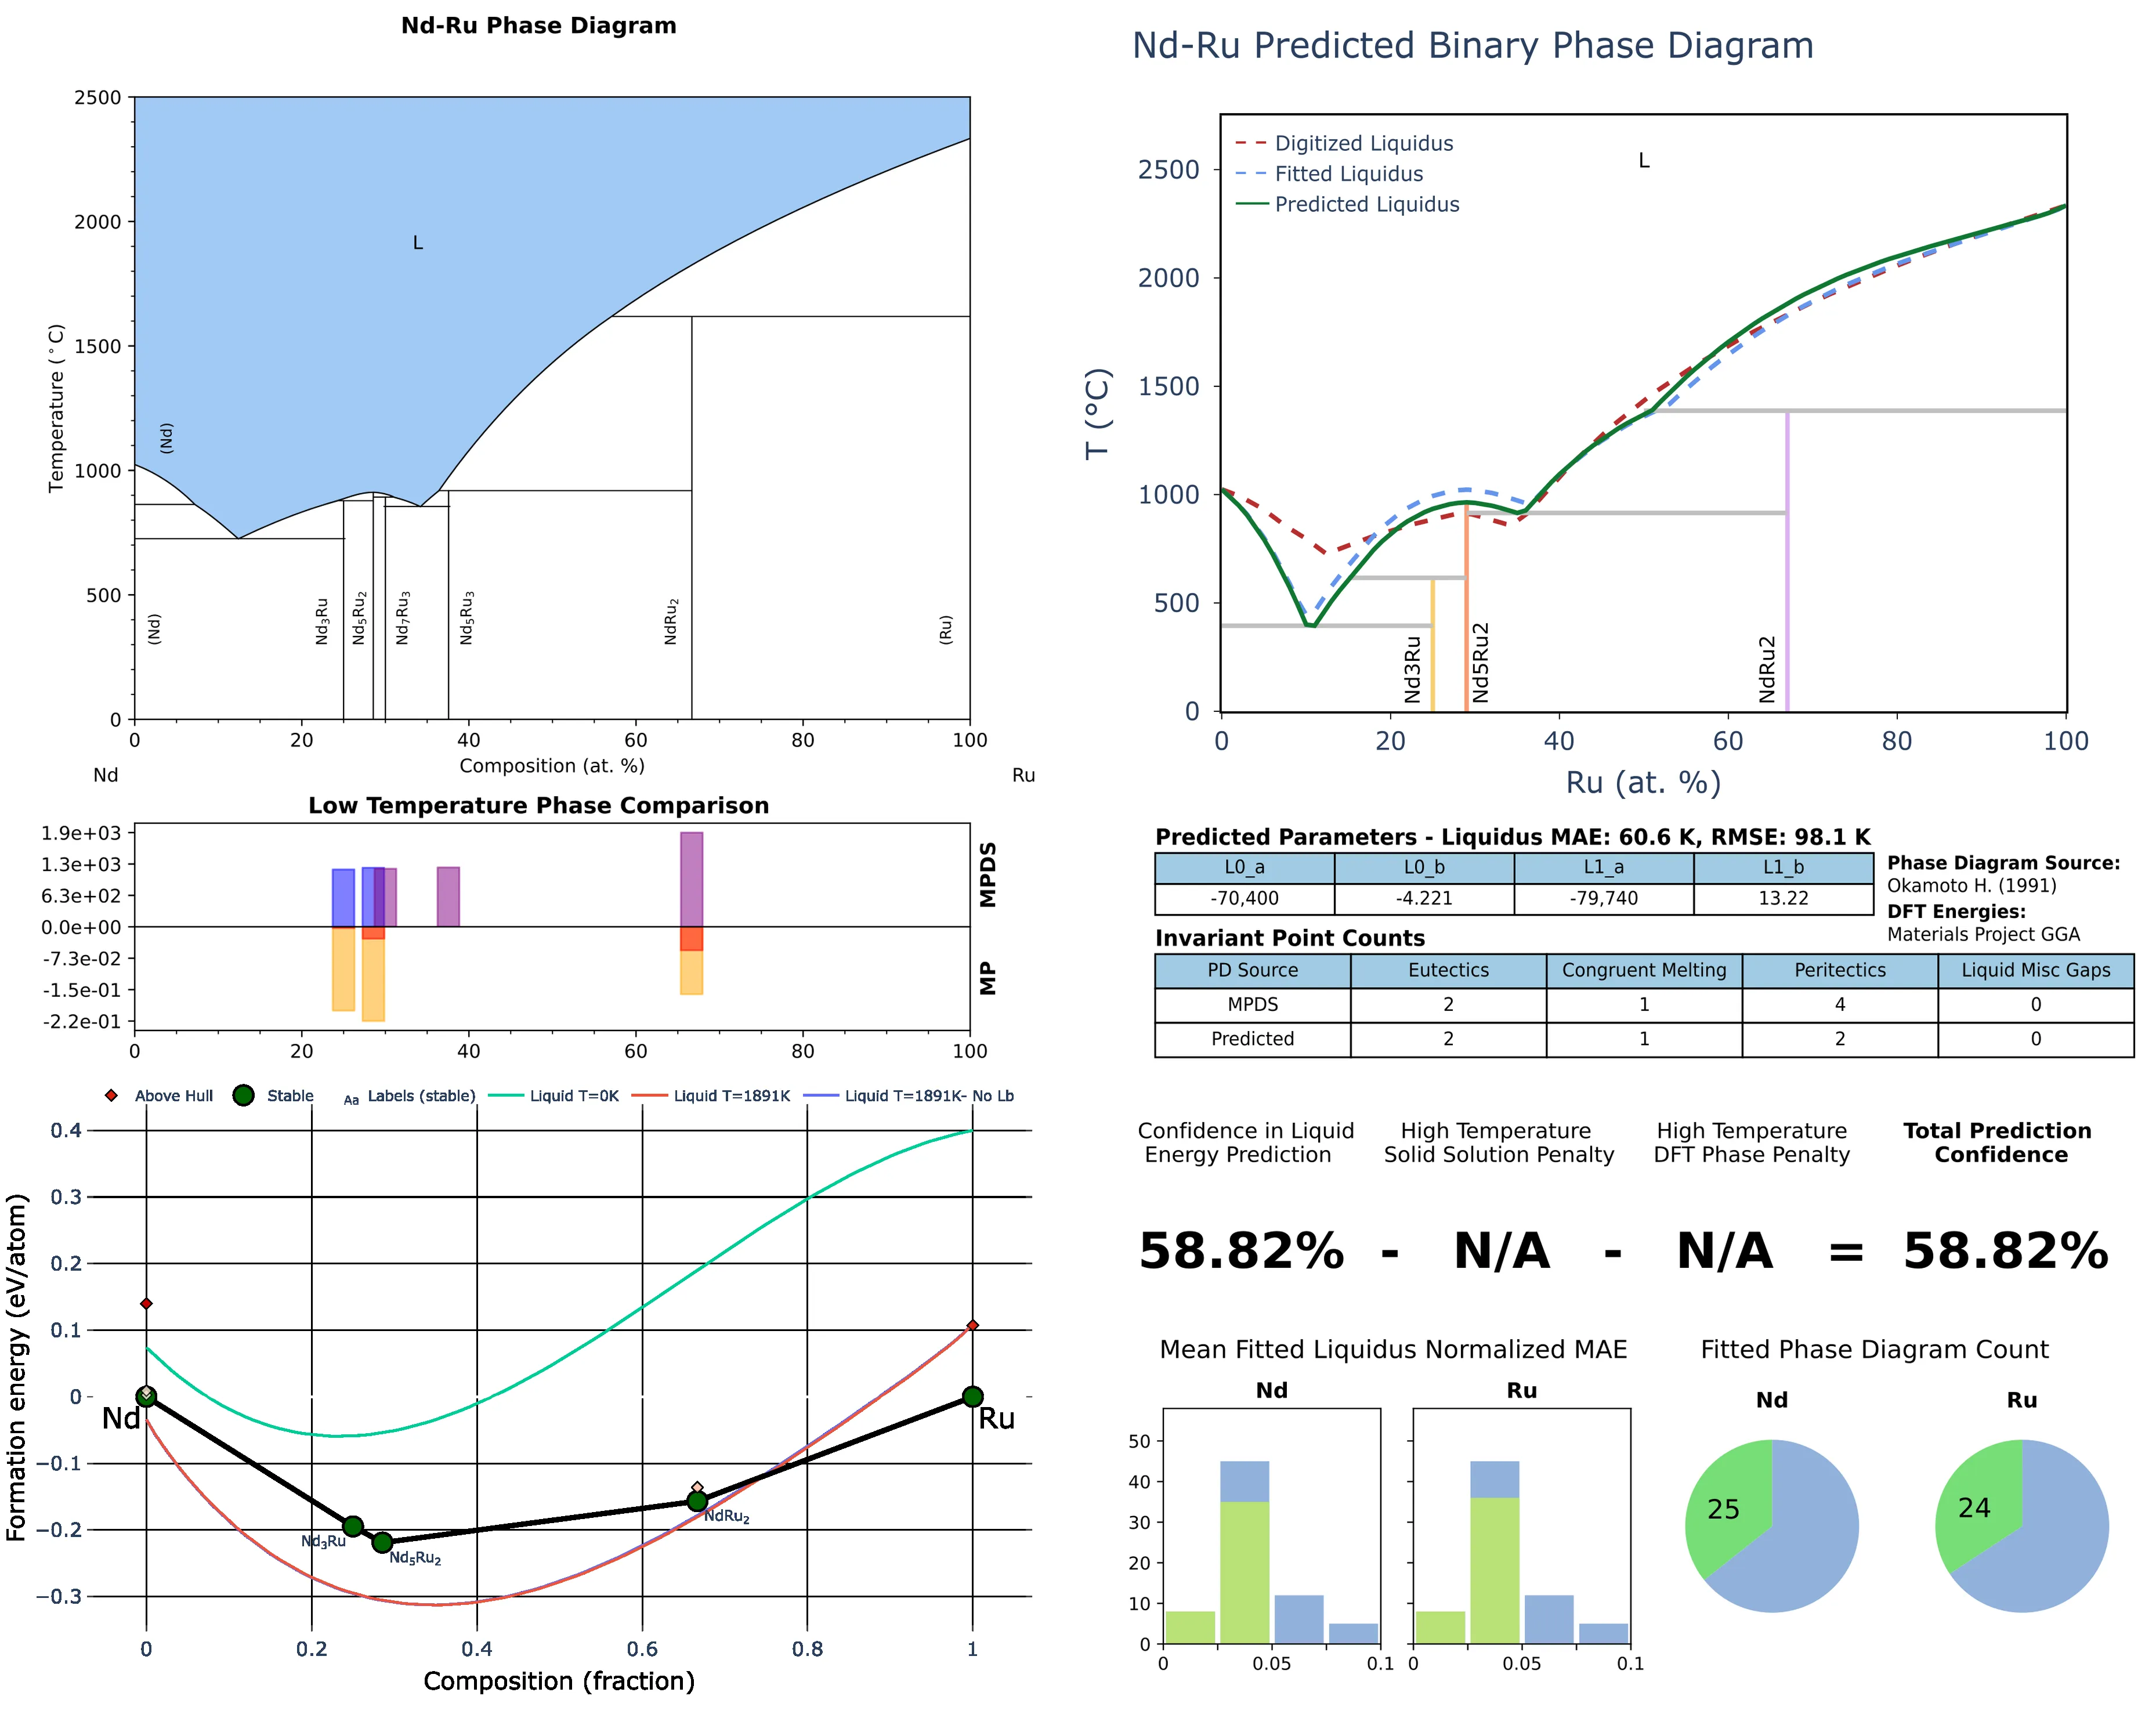 Nd-Ru Phase Diagram
2500
2000
1500
1000
500
0
Temperature (°C)
L
(Nd)
(Nd)
Nd3Ru
Nd5Ru2
Nd7Ru3
Nd5Ru3
NdRu2
(Ru)
0 20 40 60 80 100
Composition (at. %)
Nd Ru
Low Temperature Phase Comparison
1.9e+03
1.3e+03
6.3e+02
0.0e+00
-7.3e-02
-1.5e-01
-2.2e-01
MPDS
MP
0 20 40 60 80 100
Above Hull Stable Aa Labels (stable) Liquid T=0K Liquid T=1891K Liquid T=1891K- No Lb
0.4
0.3
0.2
0.1
0
−0.1
−0.2
−0.3
Formation energy (eV/atom)
Nd
Nd3Ru
Nd5Ru2
NdRu2
Ru
0 0.2 0.4 0.6 0.8 1
Composition (fraction)
Nd-Ru Predicted Binary Phase Diagram
Digitized Liquidus
Fitted Liquidus
Predicted Liquidus
L
2500
2000
1500
1000
500
0
T (°C)
Nd3Ru
Nd5Ru2
NdRu2
0 20 40 60 80 100
Ru (at. %)
Predicted Parameters - Liquidus MAE: 60.6 K, RMSE: 98.1 K
L0_a L0_b L1_a L1_b
-70,400 -4.221 -79,740 13.22
Phase Diagram Source:
Okamoto H. (1991)
DFT Energies:
Materials Project GGA
Invariant Point Counts
PD Source Eutectics Congruent Melting Peritectics Liquid Misc Gaps
MPDS 2 1 4 0
Predicted 2 1 2 0
Confidence in Liquid
Energy Prediction
High Temperature
Solid Solution Penalty
High Temperature
DFT Phase Penalty
Total Prediction
Confidence
58.82% - N/A - N/A = 58.82%
Mean Fitted Liquidus Normalized MAE
Nd Ru
50
40
30
20
10
0
0 0.05 0.1 0 0.05 0.1
Fitted Phase Diagram Count
Nd Ru
25 24